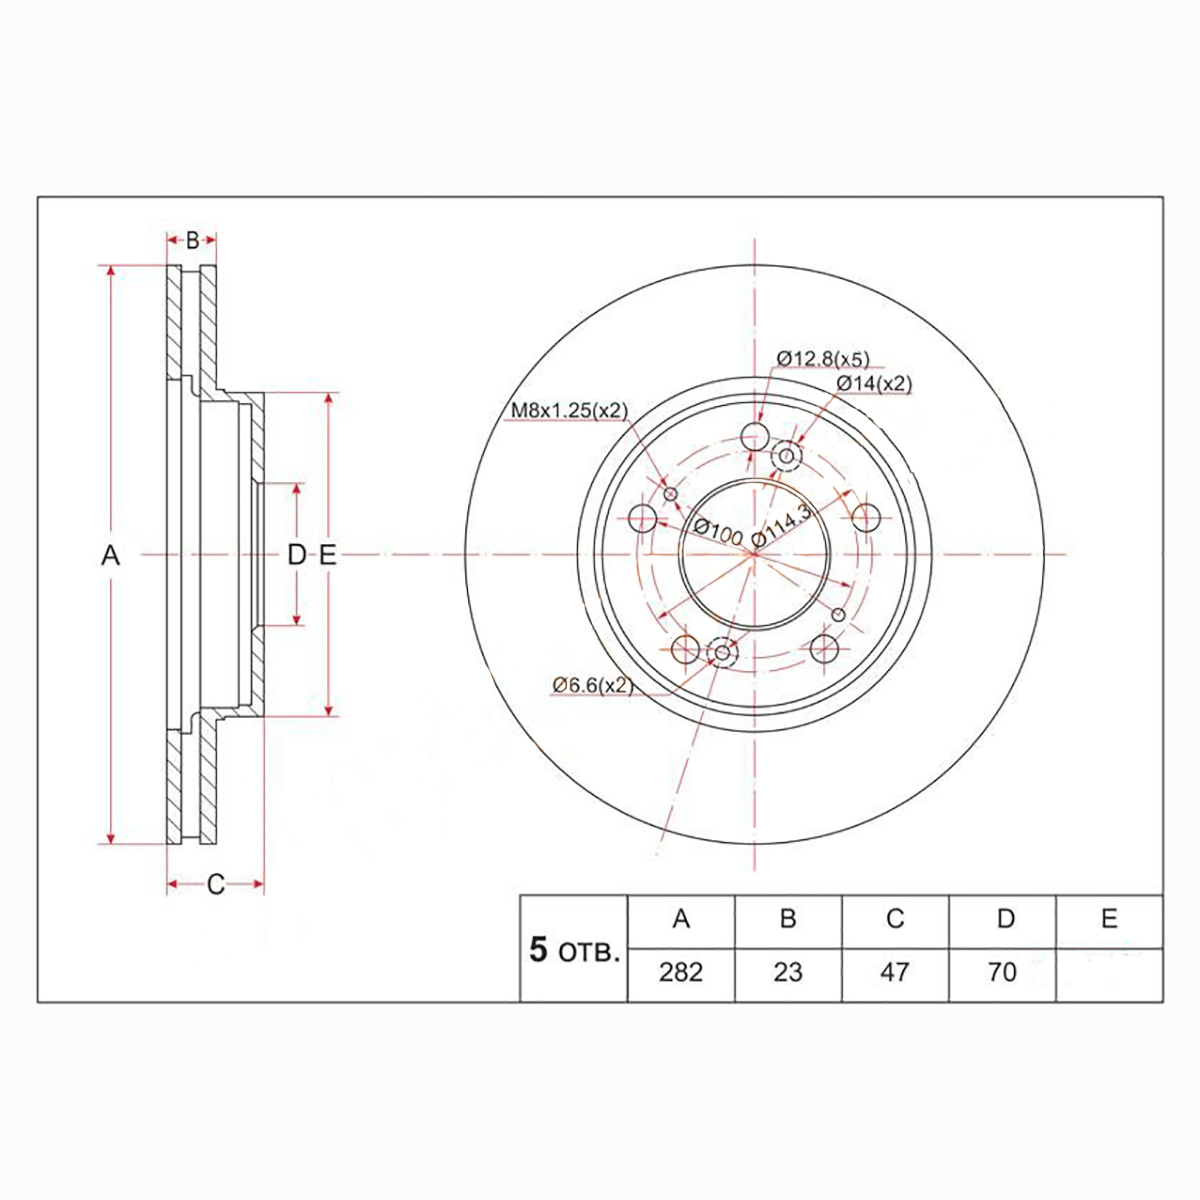 B
Ø12.8(x5)
Ø14(x2)
M8x1.25(x2)
Ø100 Ø114.3
A D E
Ø6.6(x2)
C
5 отв.
A B C D E
282 23 47 70